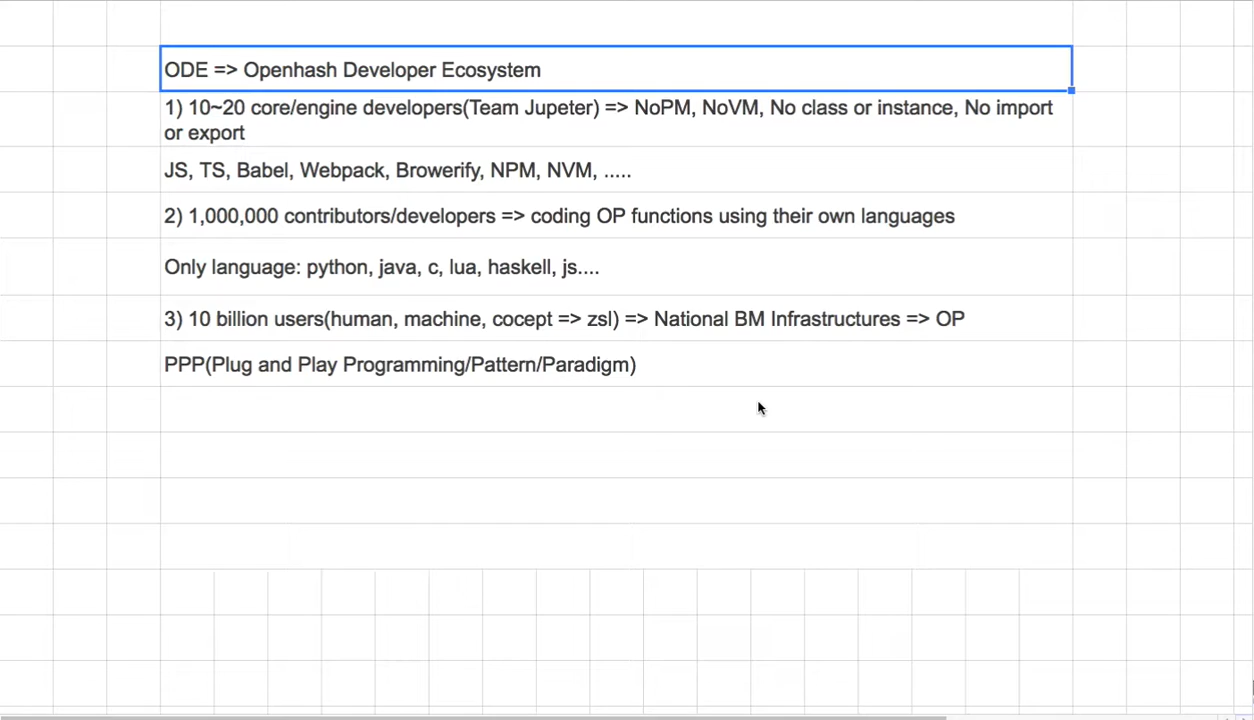 ODE => Openhash Developer Ecosystem
1) 10~20 core/engine developers(Team Jupeter) => NoPM, NoVM, No class or instance, No import
or export
JS, TS, Babel, Webpack, Browerify, NPM, NVM, .....
2) 1,000,000 contributors/developers => coding OP functions using their own languages
Only language: python, java, c, lua, haskell, js....
3) 10 billion users(human, machine, cocept => zsl) => National BM Infrastructures => OP
PPP(Plug and Play Programming/Pattern/Paradigm)